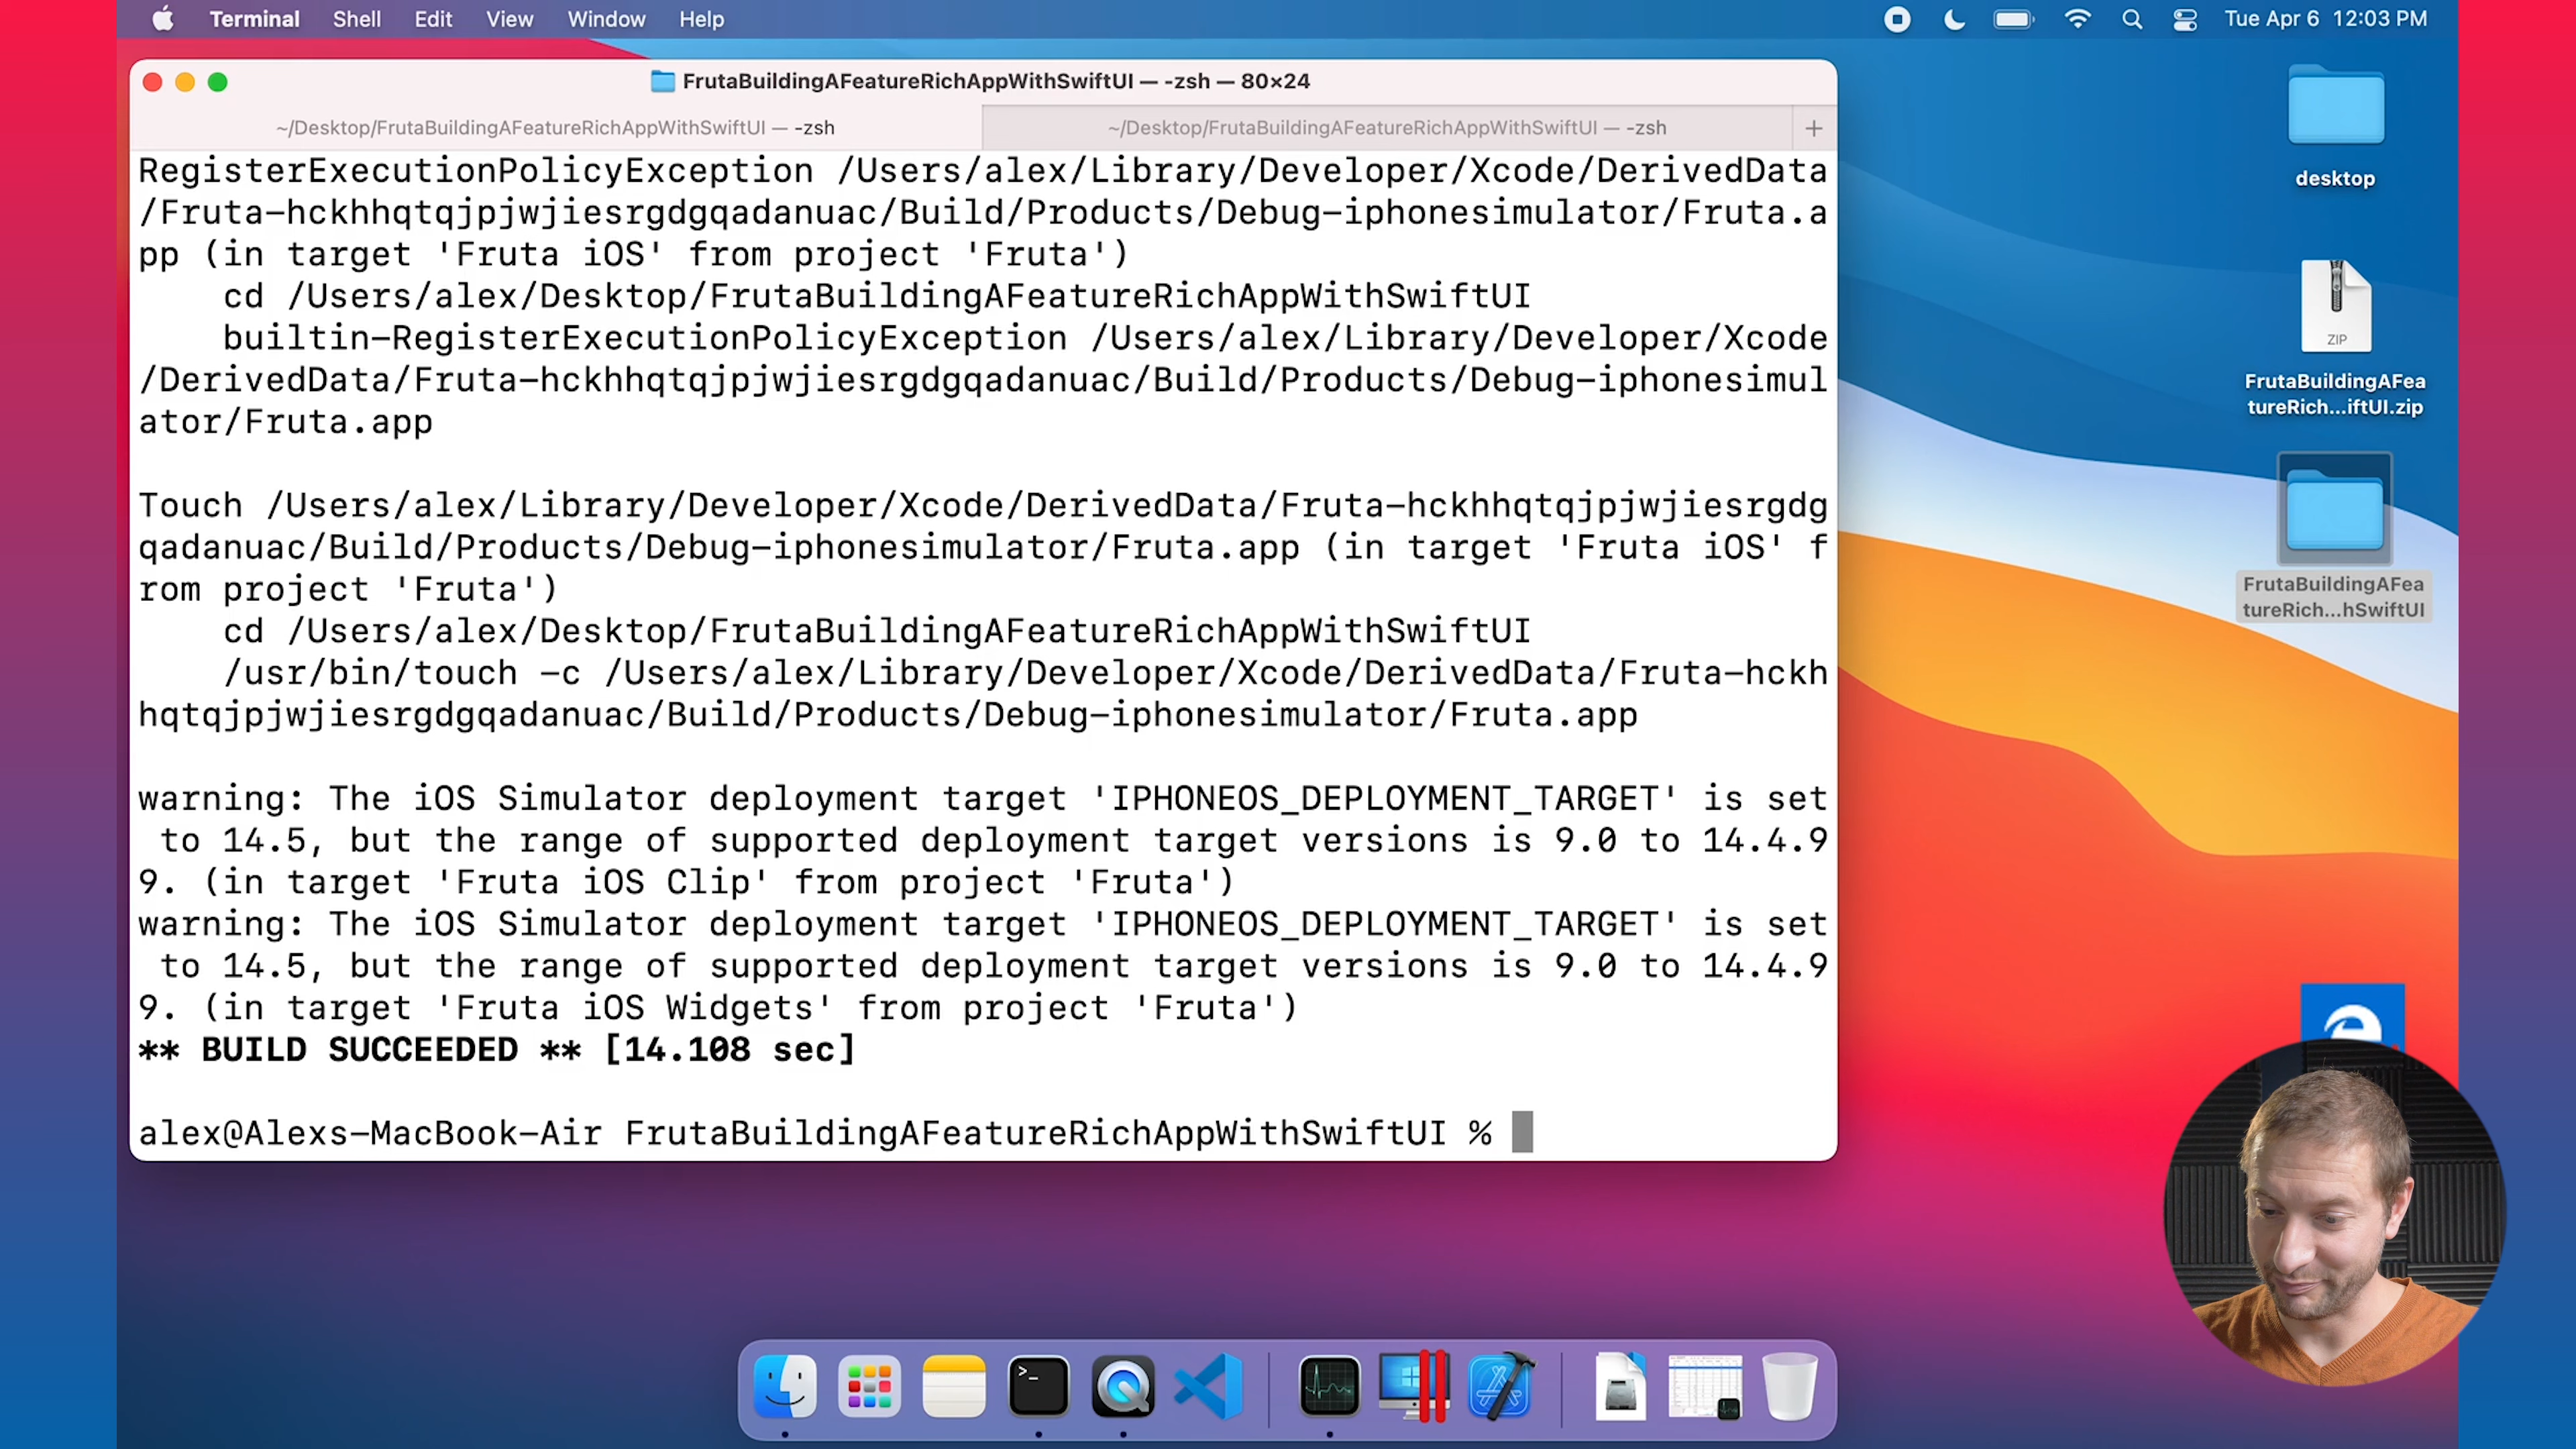 Terminal Shell Edit View Window Help Tue Apr 6 12:03 PM
FrutaBuildingAFeatureRichAppWithSwiftUI — -zsh — 80×24
~/Desktop/FrutaBuildingAFeatureRichAppWithSwiftUI — -zsh ~/Desktop/FrutaBuildingAFeatureRichAppWithSwiftUI — -zsh +
RegisterExecutionPolicyException /Users/alex/Library/Developer/Xcode/DerivedData
/Fruta-hckhhqtqjpjwjiesrgdgqadanuac/Build/Products/Debug-iphonesimulator/Fruta.a
pp (in target 'Fruta iOS' from project 'Fruta')
cd /Users/alex/Desktop/FrutaBuildingAFeatureRichAppWithSwiftUI
builtin-RegisterExecutionPolicyException /Users/alex/Library/Developer/Xcode
/DerivedData/Fruta-hckhhqtqjpjwjiesrgdgqadanuac/Build/Products/Debug-iphonesimul
ator/Fruta.app
Touch /Users/alex/Library/Developer/Xcode/DerivedData/Fruta-hckhhqtqjpjwjiesrgdg
qadanuac/Build/Products/Debug-iphonesimulator/Fruta.app (in target 'Fruta iOS' f
rom project 'Fruta')
cd /Users/alex/Desktop/FrutaBuildingAFeatureRichAppWithSwiftUI
/usr/bin/touch -c /Users/alex/Library/Developer/Xcode/DerivedData/Fruta-hckh
hqtqjpjwjiesrgdgqadanuac/Build/Products/Debug-iphonesimulator/Fruta.app
warning: The iOS Simulator deployment target 'IPHONEOS_DEPLOYMENT_TARGET' is set
to 14.5, but the range of supported deployment target versions is 9.0 to 14.4.9
9. (in target 'Fruta iOS Clip' from project 'Fruta')
warning: The iOS Simulator deployment target 'IPHONEOS_DEPLOYMENT_TARGET' is set
to 14.5, but the range of supported deployment target versions is 9.0 to 14.4.9
9. (in target 'Fruta iOS Widgets' from project 'Fruta')
** BUILD SUCCEEDED ** [14.108 sec]
alex@Alexs-MacBook-Air FrutaBuildingAFeatureRichAppWithSwiftUI %
desktop
ZIP
FrutaBuildingAFea
tureRich...iftUI.zip
FrutaBuildingAFea
tureRich...hSwiftUI